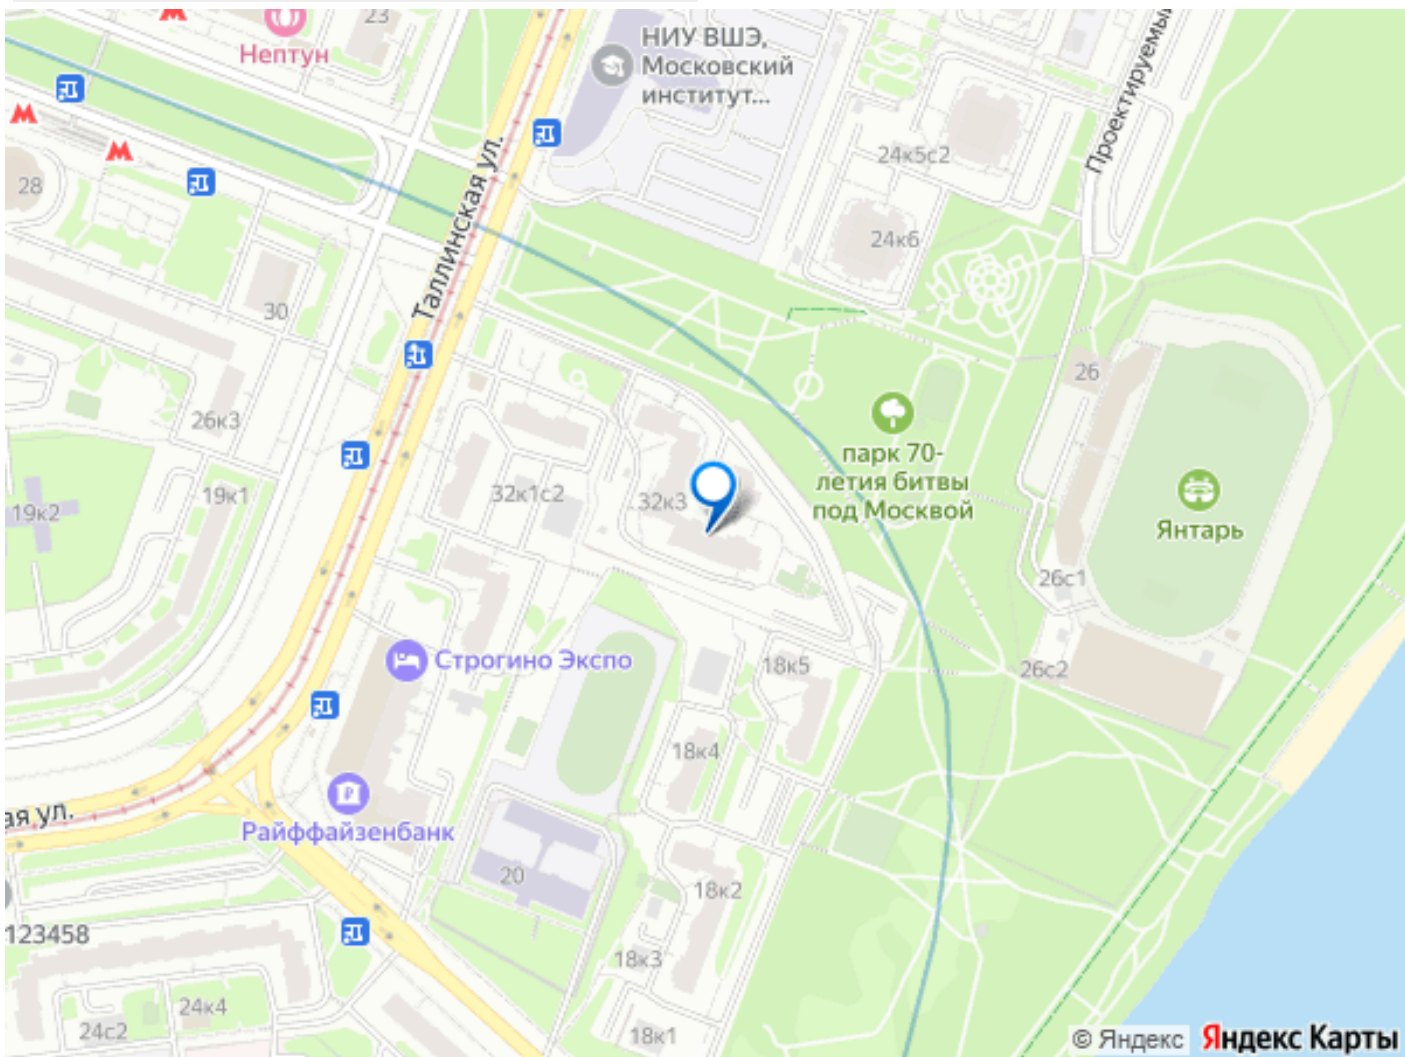 23
Нептун
НИУ ВШЭ,
Московский
институт...
Проектируемый
24к5с2
28
Таллинская ул.
24к6
30
26
26к3
парк 70-
летия битвы
под Москвой
19к1
32к1с2
32к3
19к2
Янтарь
26с1
Строгино Экспо
18к5
26с2
18к4
ая ул.
Райффайзенбанк
20
18к2
123458
18к3
24к4
24с2
18к1
© Яндекс Яндекс Карты